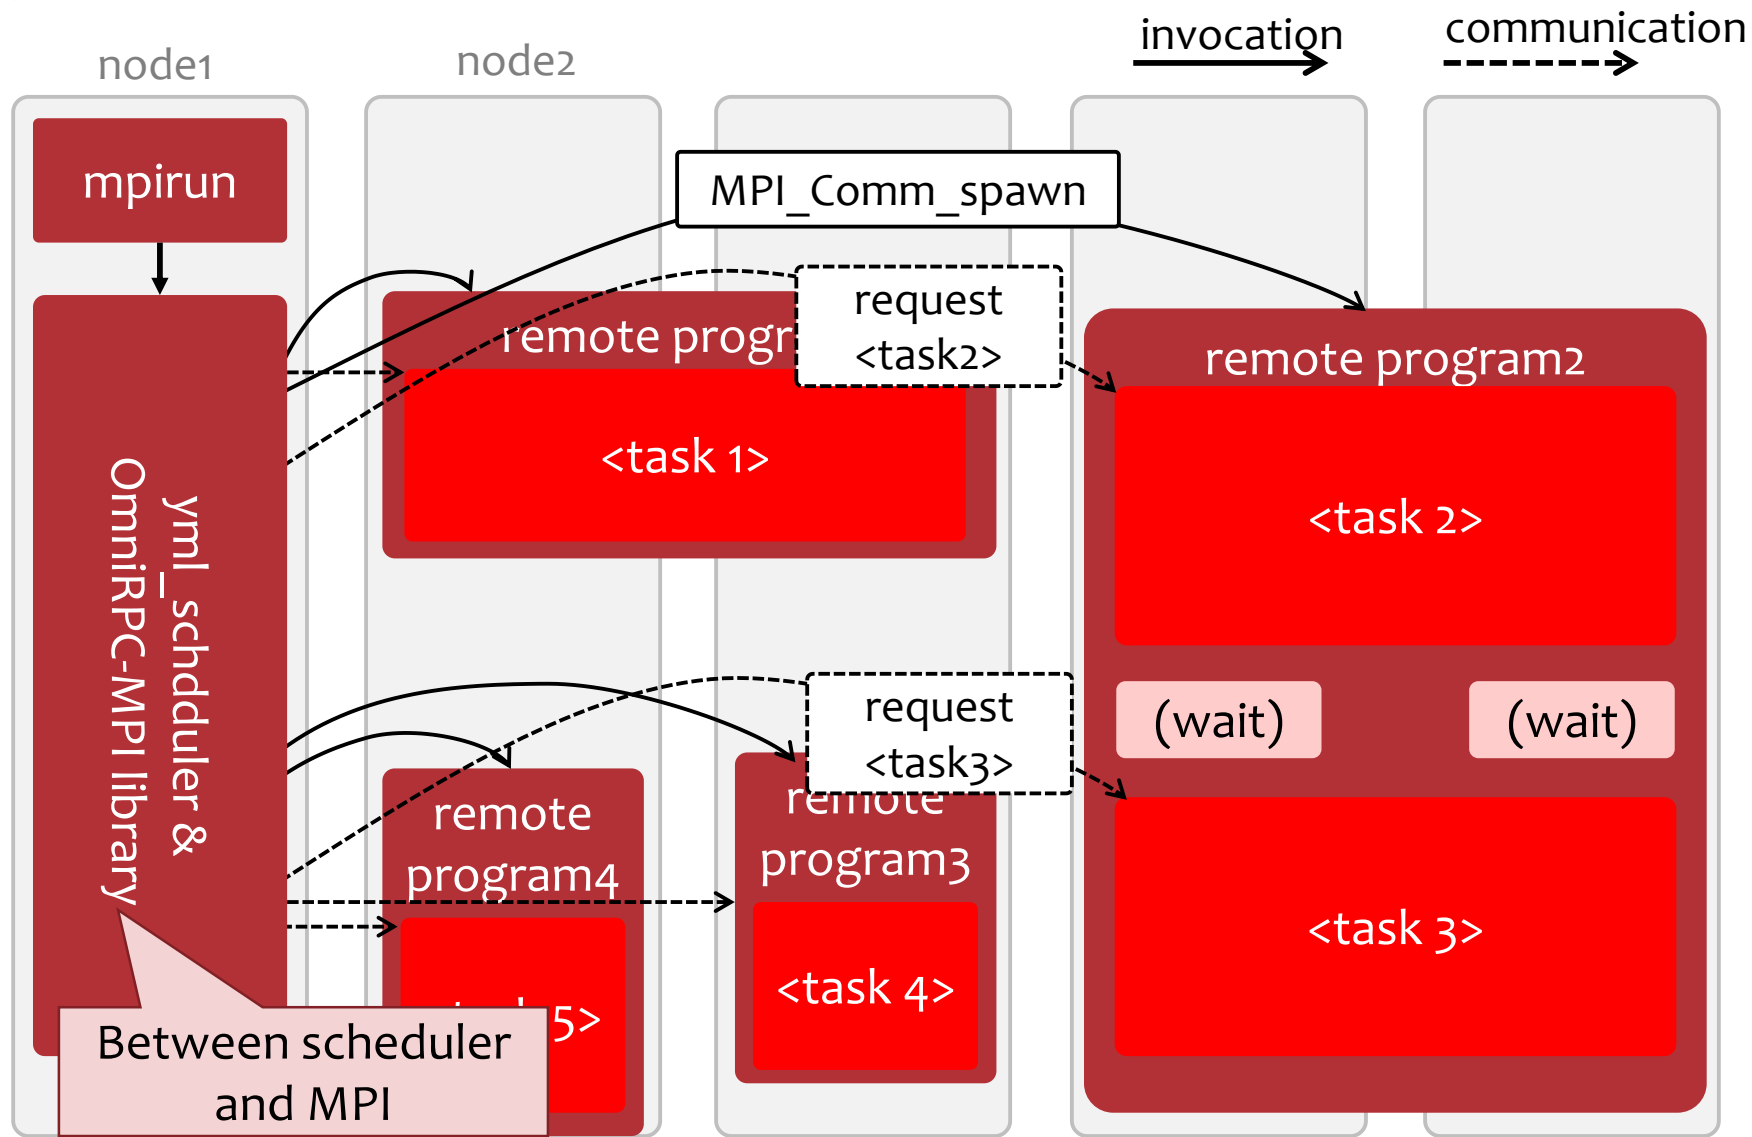 invocation
communication
node1
node2
mpirun
MPI_Comm_spawn
request
<task2>
remote progr
remote program2
<task 1>
<task 2>
yml_schdduler &
OmniRPC-MPI library
(wait)
(wait)
request
<task3>
remote
program4
remote
program3
<task 3>
<task 4>
5>
Between scheduler
and MPI